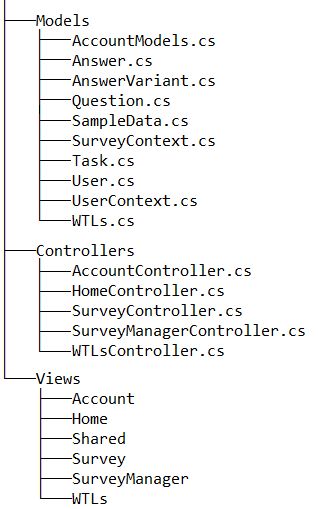 Models
AccountModels.cs
Answer.cs
AnswerVariant.cs
Question.cs
SampleData.cs
SurveyContext.cs
Task.cs
User.cs
UserContext.cs
WTLs.cs
Controllers
AccountController.cs
HomeController.cs
SurveyController.cs
SurveyManagerController.cs
WTLsController.cs
Views
Account
Home
Shared
Survey
SurveyManager
WTLs